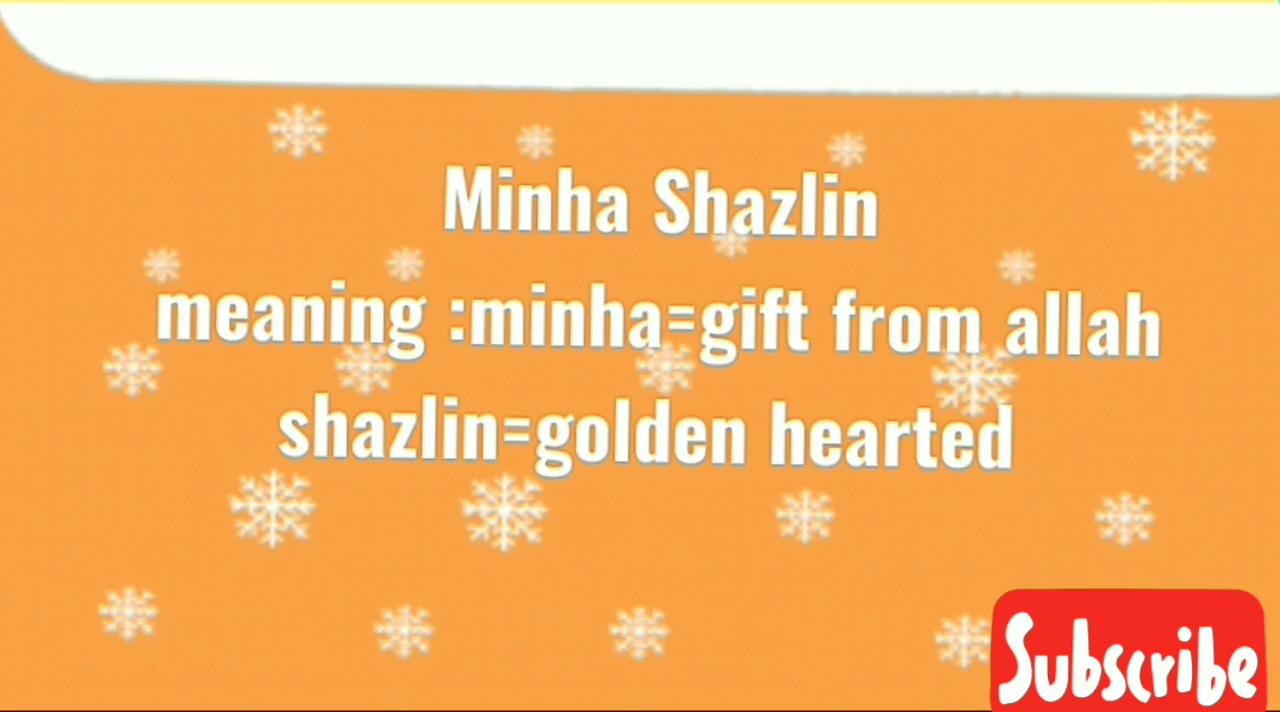 Minha Shazlin
meaning :minha=gift from allah
shazlin=golden hearted
Subscribe